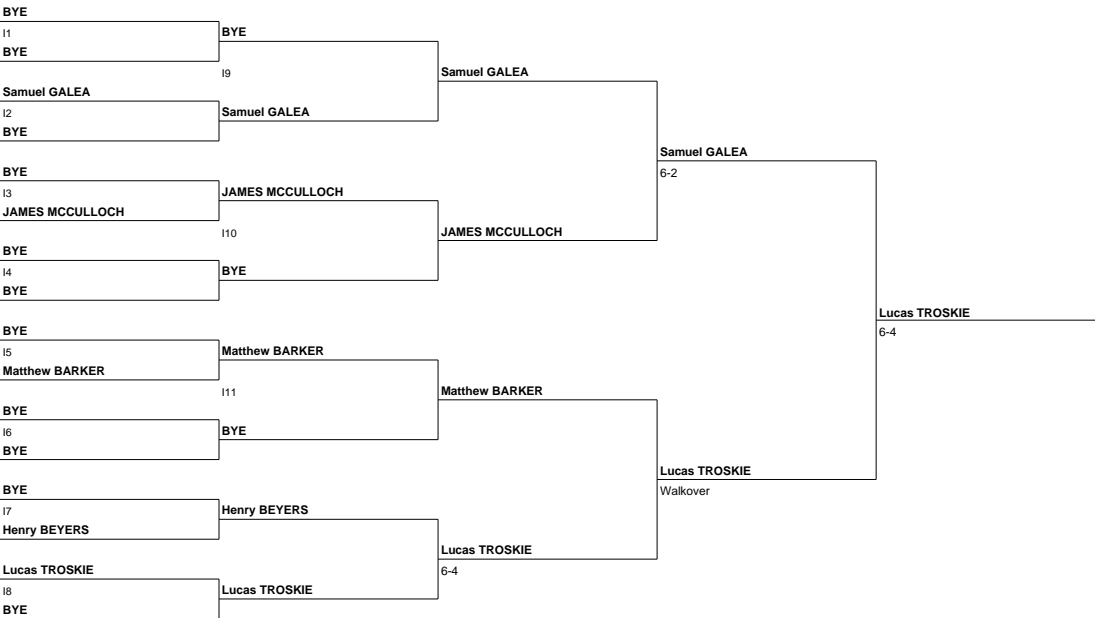 BYE
I1
BYE
BYE
I9
Samuel GALEA
Samuel GALEA
I2
Samuel GALEA
BYE
Samuel GALEA
6-2
BYE
I3
JAMES MCCULLOCH
JAMES MCCULLOCH
I10
JAMES MCCULLOCH
BYE
I4
BYE
BYE
Lucas TROSKIE
6-4
BYE
I5
Matthew BARKER
Matthew BARKER
I11
Matthew BARKER
BYE
I6
BYE
BYE
Lucas TROSKIE
Walkover
BYE
I7
Henry BEYERS
Henry BEYERS
Lucas TROSKIE
6-4
Lucas TROSKIE
I8
Lucas TROSKIE
BYE